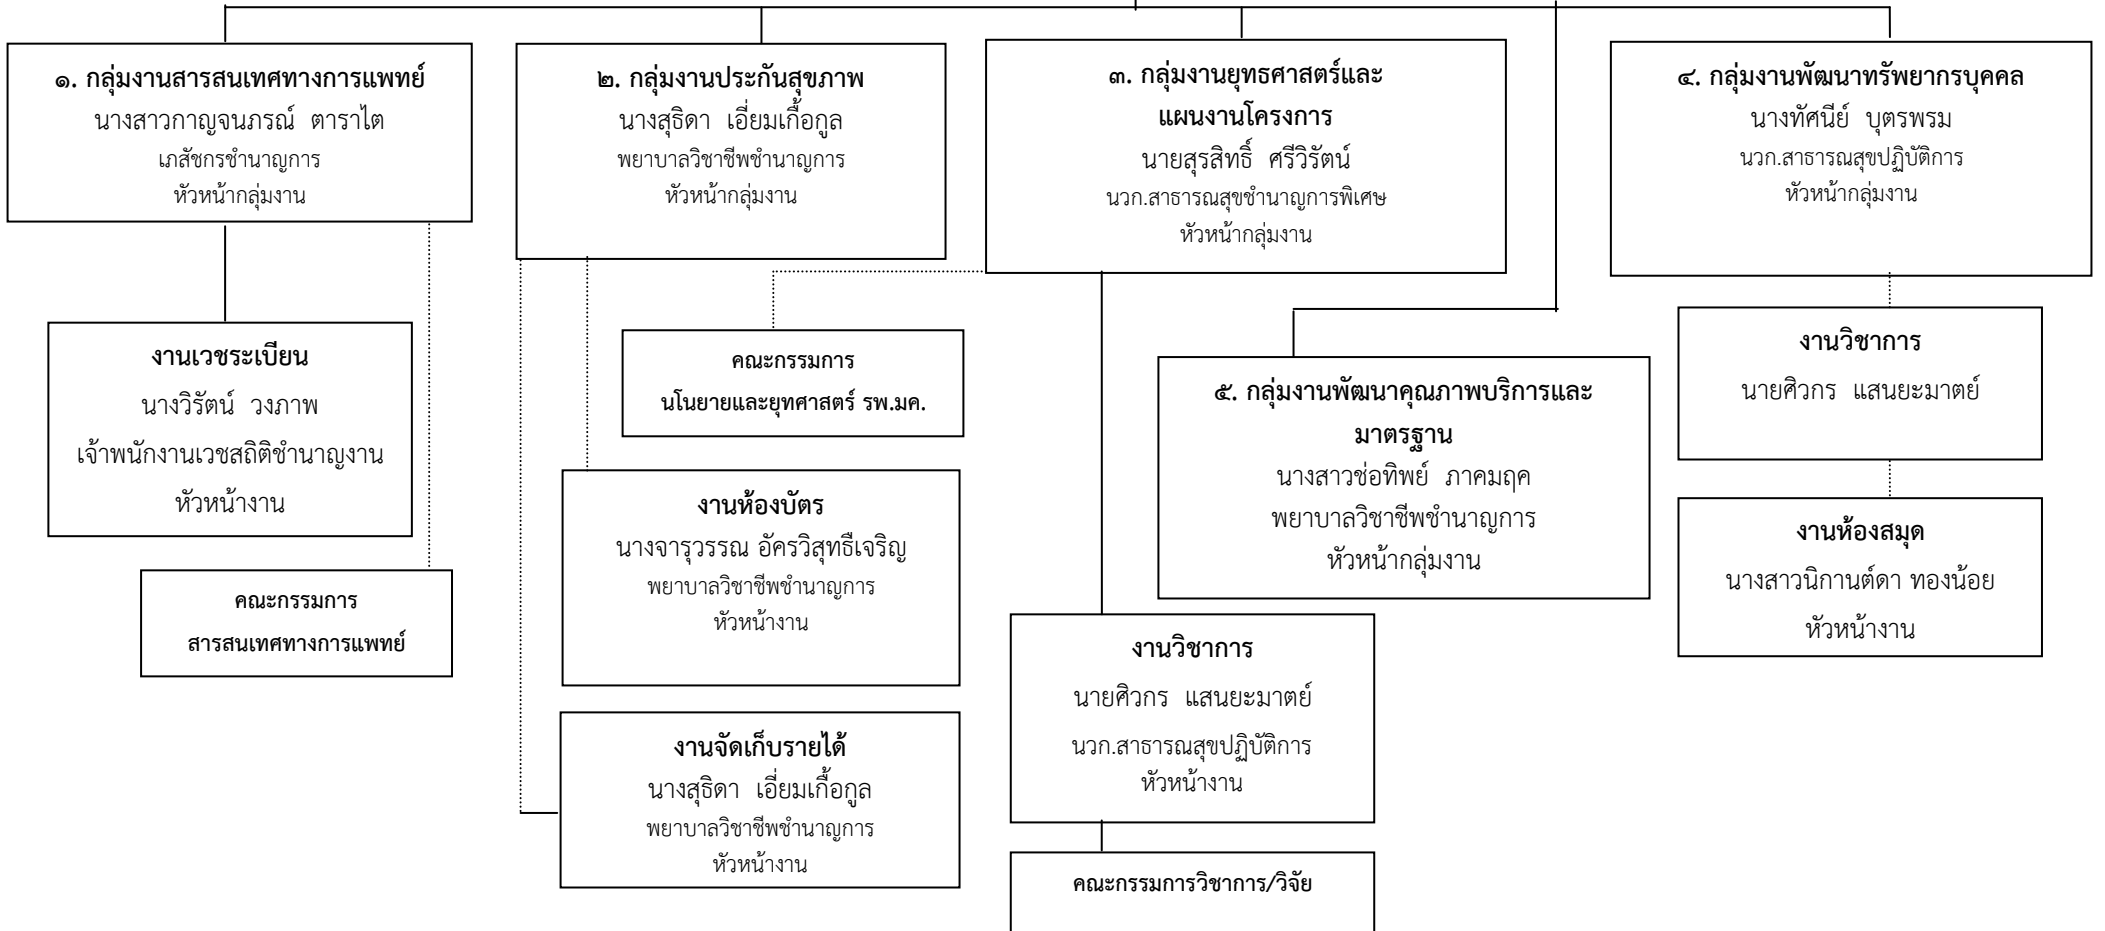 ๑. กลุ่มงานสารสนเทศทางการแพทย์
นางสาวกาญจนภรณ์ ตาราไต
เภสัชกรชำนาญการ
หัวหน้ากลุ่มงาน
๒. กลุ่มงานประกันสุขภาพ
นางสุธิดา เอี่ยมเกื้อกูล
พยาบาลวิชาชีพชำนาญการ
หัวหน้ากลุ่มงาน
๓. กลุ่มงานยุทธศาสตร์และ
แผนงานโครงการ
นายสุรสิทธิ์ ศรีวิรัตน์
นวก.สาธารณสุขชำนาญการพิเศษ
หัวหน้ากลุ่มงาน
๔. กลุ่มงานพัฒนาทรัพยากรบุคคล
นางทัศนีย์ บุตรพรม
นวก.สาธารณสุขปฏิบัติการ
หัวหน้ากลุ่มงาน
งานเวชระเบียน
นางวิรัตน์ วงภาพ
เจ้าพนักงานเวชสถิติชำนาญงาน
หัวหน้างาน
คณะกรรมการ
สารสนเทศทางการแพทย์
คณะกรรมการ
นโนยายและยุทศาสตร์ รพ.มค.
งานห้องบัตร
นางจารุวรรณ อัครวิสุทธิ์เจริญ
พยาบาลวิชาชีพชำนาญการ
หัวหน้างาน
งานจัดเก็บรายได้
นางสุธิดา เอี่ยมเกื้อกูล
พยาบาลวิชาชีพชำนาญการ
หัวหน้างาน
๕. กลุ่มงานพัฒนาคุณภาพบริการและ
มาตรฐาน
นางสาวช่อทิพย์ ภาคมฤค
พยาบาลวิชาชีพชำนาญการ
หัวหน้ากลุ่มงาน
งานวิชาการ
นายศิวกร แสนยะมาตย์
นวก.สาธารณสุขปฏิบัติการ
หัวหน้างาน
คณะกรรมการวิชาการ/วิจัย
งานวิชาการ
นายศิวกร แสนยะมาตย์
งานห้องสมุด
นางสาวนิกานต์ดา ทองน้อย
หัวหน้างาน